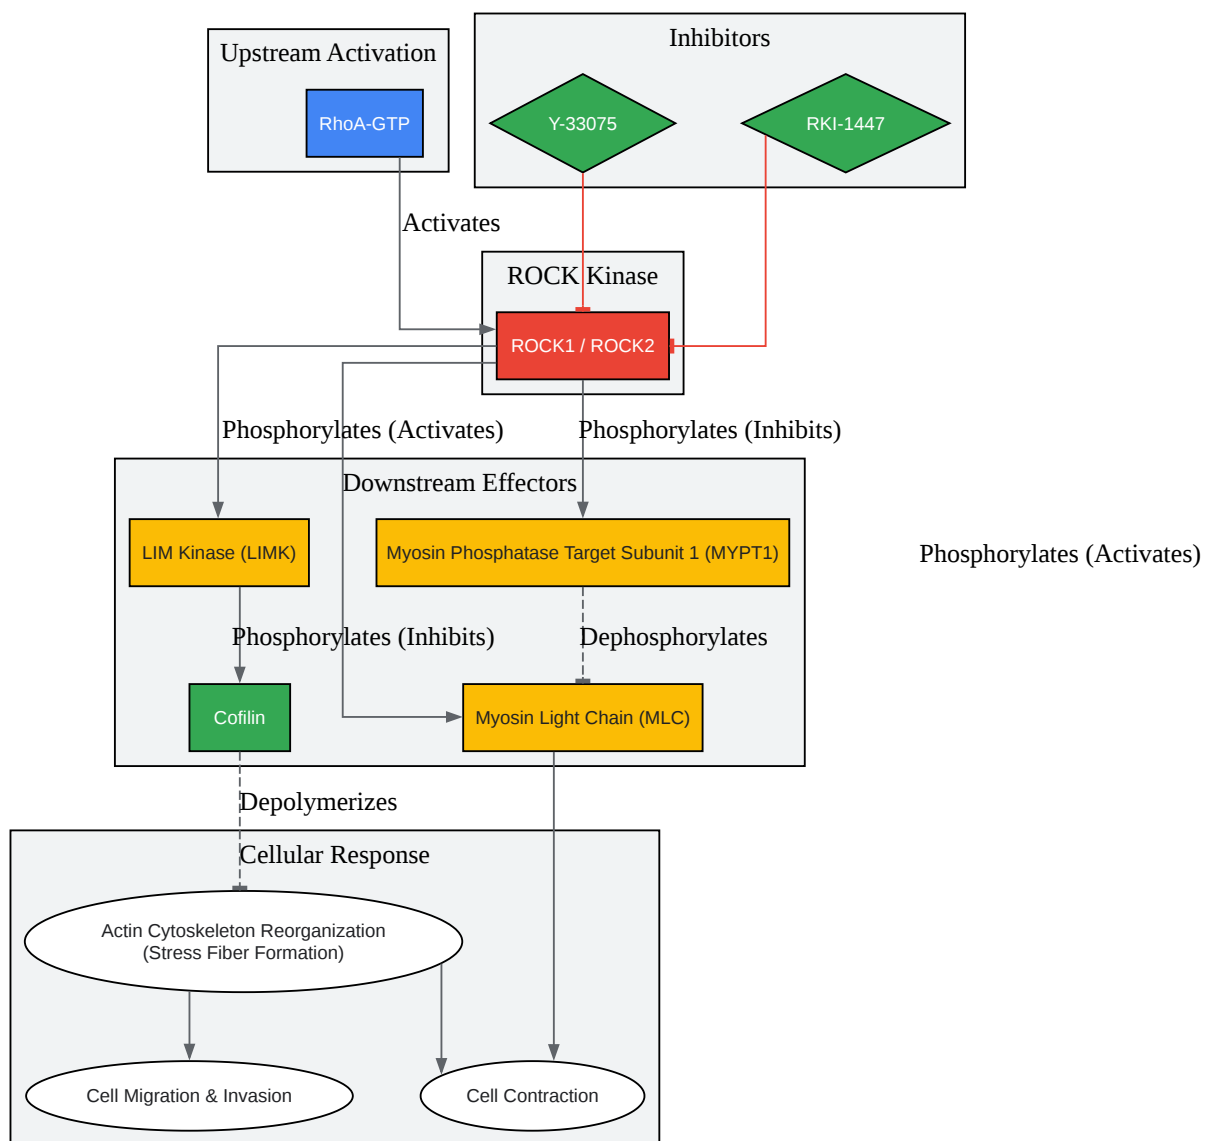 Upstream Activation
Inhibitors
RhoA-GTP
Y-33075
RKI-1447
Activates
ROCK Kinase
ROCK1 / ROCK2
Phosphorylates (Activates)
Phosphorylates (Inhibits)
Downstream Effectors
LIM Kinase (LIMK)
Myosin Phosphatase Target Subunit 1 (MYPT1)
Phosphorylates (Activates)
Phosphorylates (Inhibits)
Dephosphorylates
Cofilin
Myosin Light Chain (MLC)
Depolymerizes
Cellular Response
Actin Cytoskeleton Reorganization
(Stress Fiber Formation)
Cell Migration & Invasion
Cell Contraction